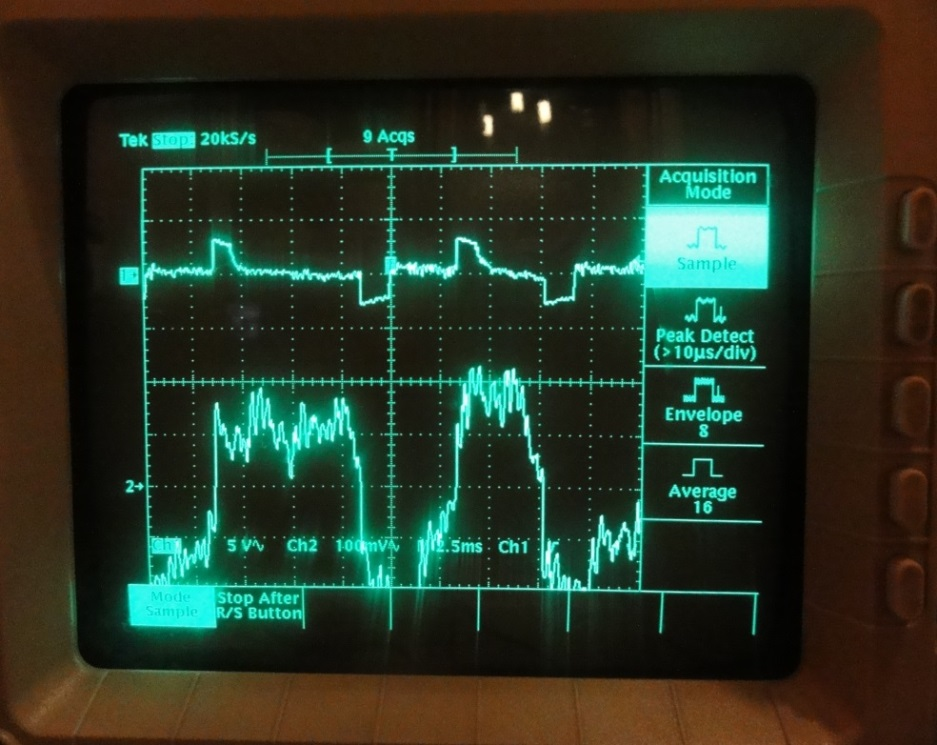 Tek Stop: 20kS/s 9 Acqs
T
Acquisition
Mode
Sample
Peak Detect
(>10µs/div)
Envelope
8
Average
16
2
5 V Ch2 100mV Ch1
Mode
Sample
Stop After
R/S Button